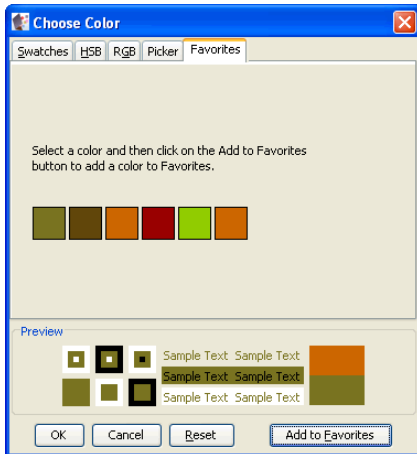 Choose Color
Swatches HSB RGB Picker Favorites
Select a color and then click on the Add to Favorites
button to add a color to Favorites.
Preview
Sample Text Sample Text
Sample Text Sample Text
Sample Text Sample Text
OK Cancel Reset Add to Favorites